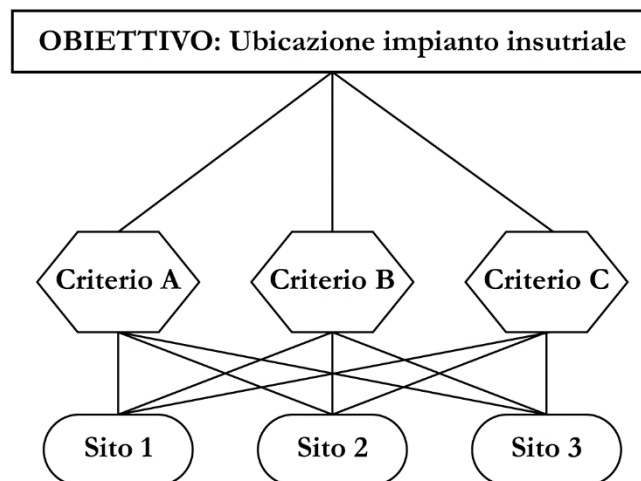 OBIETTIVO: Ubicazione impianto insutriale
Criterio A
Criterio B
Criterio C
Sito 1
Sito 2
Sito 3